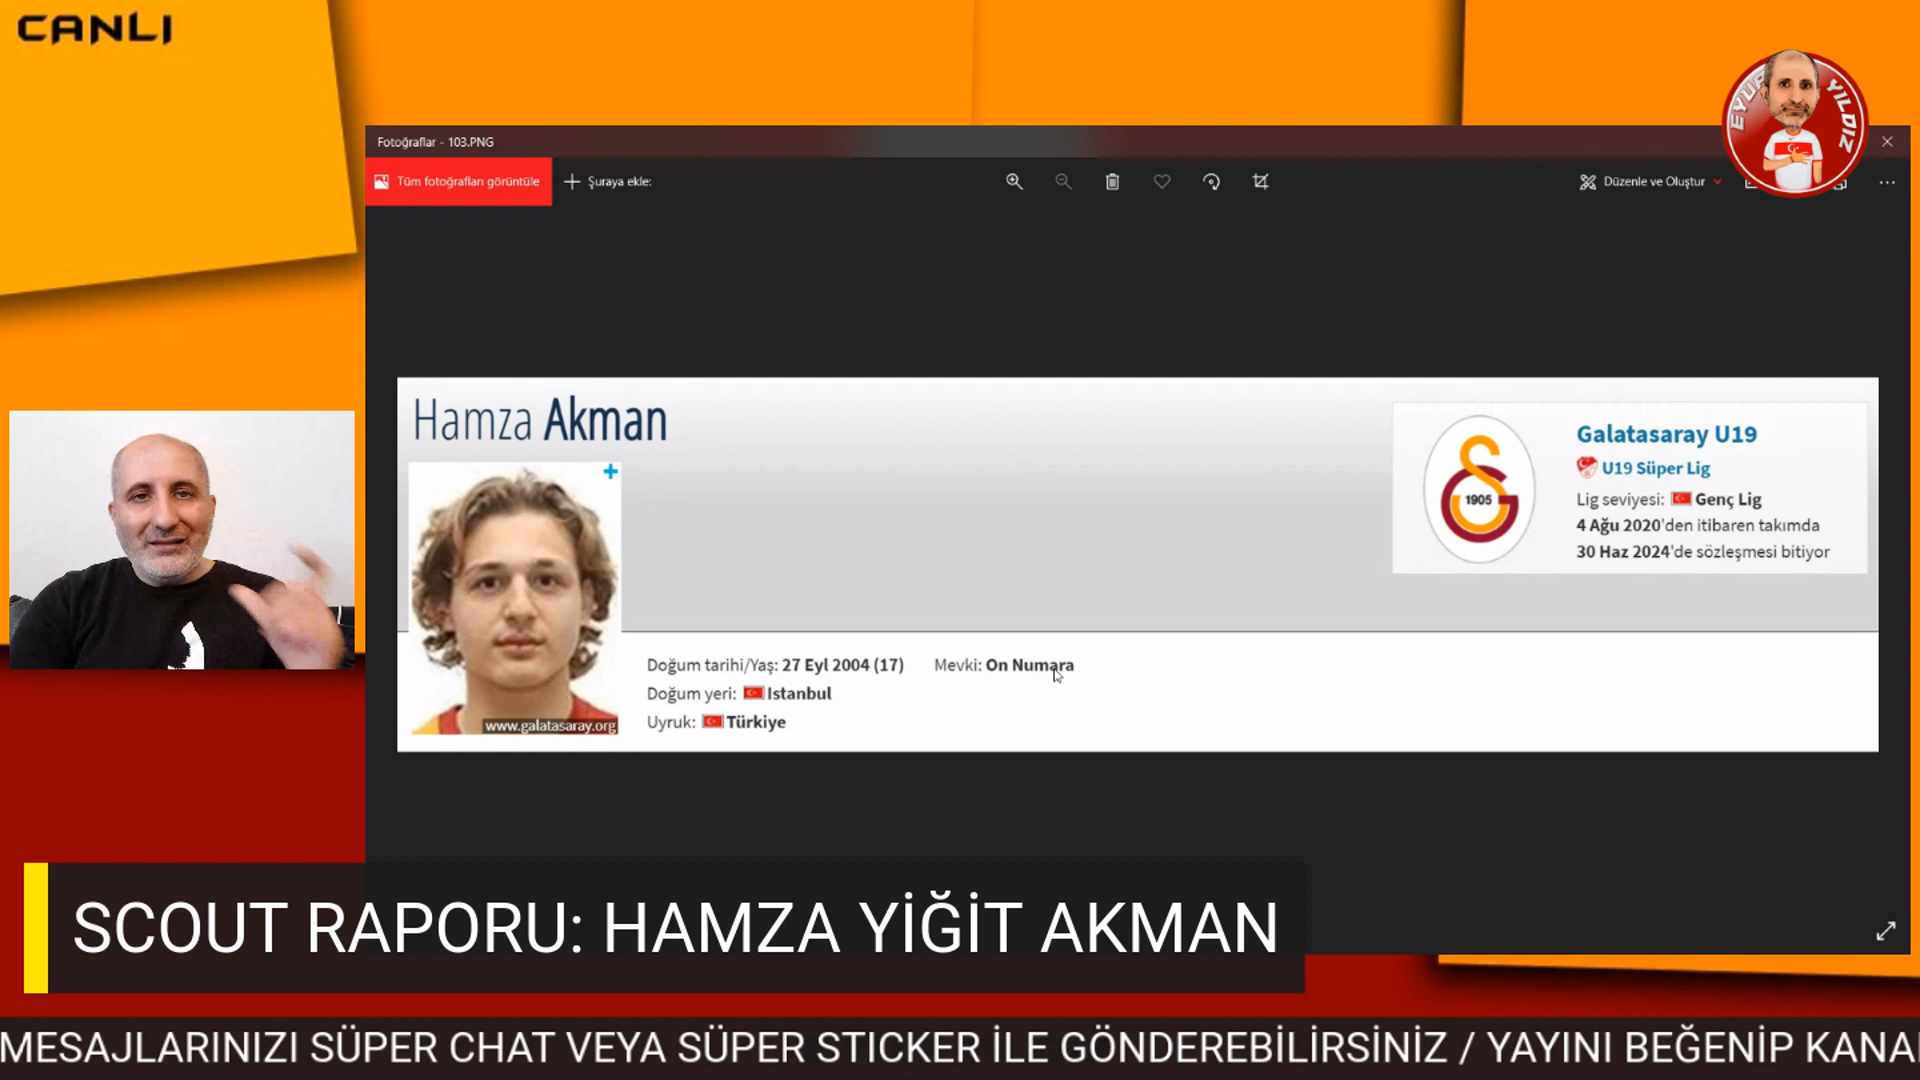 CANLI
EYÜP YILDIZ
Fotoğraflar - 103.PNG
Tüm fotoğrafları görüntüle
Şuraya ekle:
Düzenle ve Oluştur
Hamza Akman
1905
Galatasaray U19
U19 Süper Lig
Lig seviyesi: Genç Lig
4 Ağu 2020'den itibaren takımda
30 Haz 2024'de sözleşmesi bitiyor
www.galatasaray.org
Doğum tarihi/Yaş: 27 Eyl 2004 (17) Mevki: On Numara
Doğum yeri: Istanbul
Uyruk: Türkiye
SCOUT RAPORU: HAMZA YİĞİT AKMAN
MESAJLARINIZI SÜPER CHAT VEYA SÜPER STICKER İLE GÖNDEREBİLİRSİNİZ / YAYINI BEĞENİP KANA